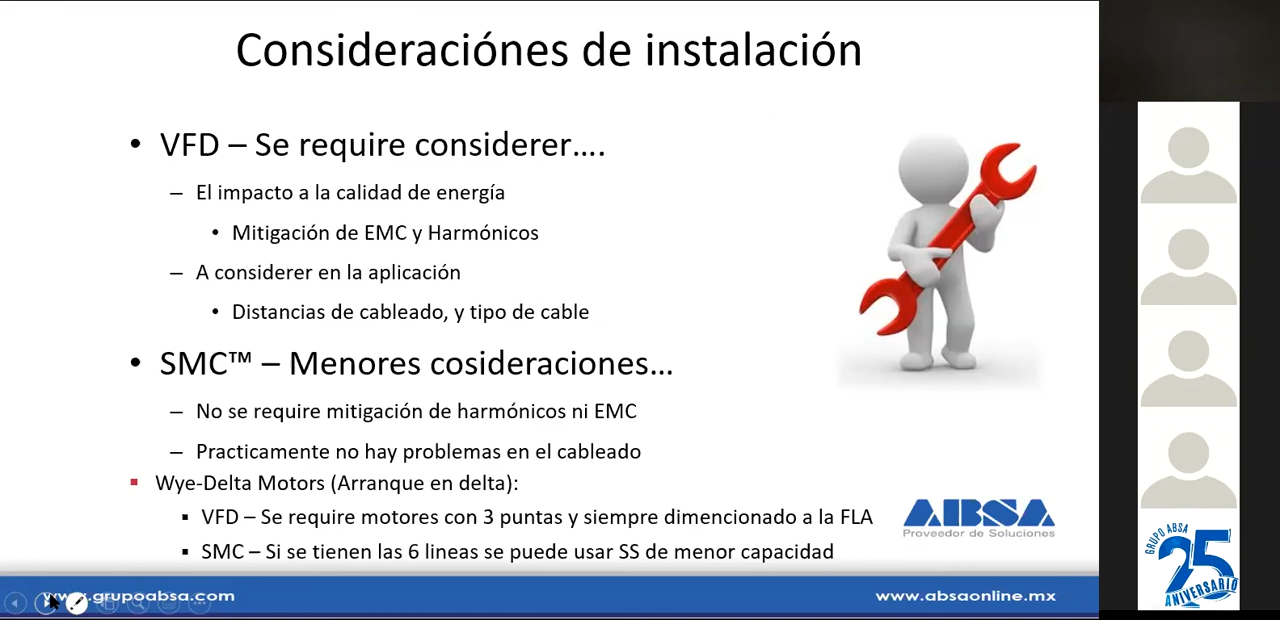 Consideraciónes de instalación
• VFD – Se require considerer….
– El impacto a la calidad de energía
• Mitigación de EMC y Harmónicos
– A considerer en la aplicación
• Distancias de cableado, y tipo de cable
• SMC™ – Menores cosideraciones…
– No se require mitigación de harmónicos ni EMC
– Practicamente no hay problemas en el cableado
▪ Wye-Delta Motors (Arranque en delta):
▪ VFD – Se require motores con 3 puntas y siempre dimencionado a la FLA
▪ SMC – Si se tienen las 6 lineas se puede usar SS de menor capacidad
ABSA
Proveedor de Soluciones
www.grupoabsa.com
www.absaonline.mx
GRUPO ABSA
25
ANIVERSARIO